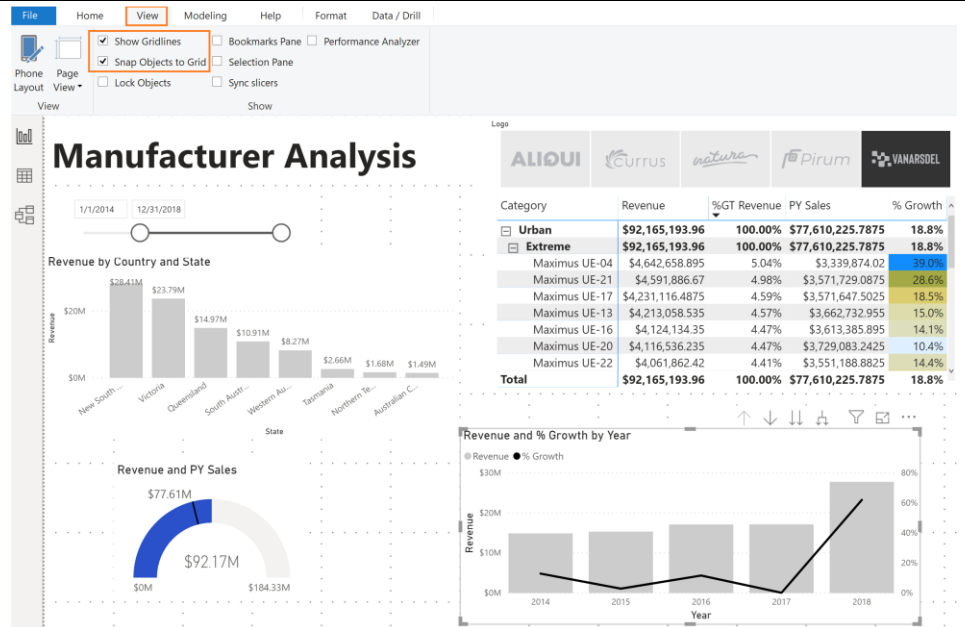 File Home View Modeling Help Format Data / Drill
Show Gridlines Bookmarks Pane Performance Analyzer
Snap Objects to Grid Selection Pane
Lock Objects Sync slicers
Phone Layout
Page View
View Show
Logo
Manufacturer Analysis
ALIQUI Currus natura Pirum VANARSDEL
1/1/2014 12/31/2018
Category Revenue %GT Revenue PY Sales % Growth
Urban $92,165,193.96 100.00% $77,610,225.7875 18.8%
Extreme $92,165,193.96 100.00% $77,610,225.7875 18.8%
Maximus UE-04 $4,642,658.895 5.04% $3,339,874.02 39.0%
Maximus UE-21 $4,591,886.67 4.98% $3,571,729.0875 28.6%
Maximus UE-17 $4,231,116.4875 4.59% $3,571,647.5025 18.5%
Maximus UE-13 $4,213,058.535 4.57% $3,662,732.955 15.0%
Maximus UE-16 $4,124,134.35 4.47% $3,613,385.895 14.1%
Maximus UE-20 $4,116,536.235 4.47% $3,729,083.2425 10.4%
Maximus UE-22 $4,061,862.42 4.41% $3,551,188.8825 14.4%
Total $92,165,193.96 100.00% $77,610,225.7875 18.8%
Revenue by Country and State
$28.41M $23.79M $14.97M $10.91M $8.27M $2.66M $1.68M $1.49M
$20M
$0M
Revenue
New South ... Victoria Queensland South Austr... Western Au... Tasmania Northern Te... Australian C...
State
Revenue and PY Sales
$77.61M
$92.17M
$0M $184.33M
Revenue and % Growth by Year
Revenue % Growth
$30M 80%
60%
$20M
40%
$10M
20%
$0M 0%
Revenue
2014 2015 2016 2017 2018
Year